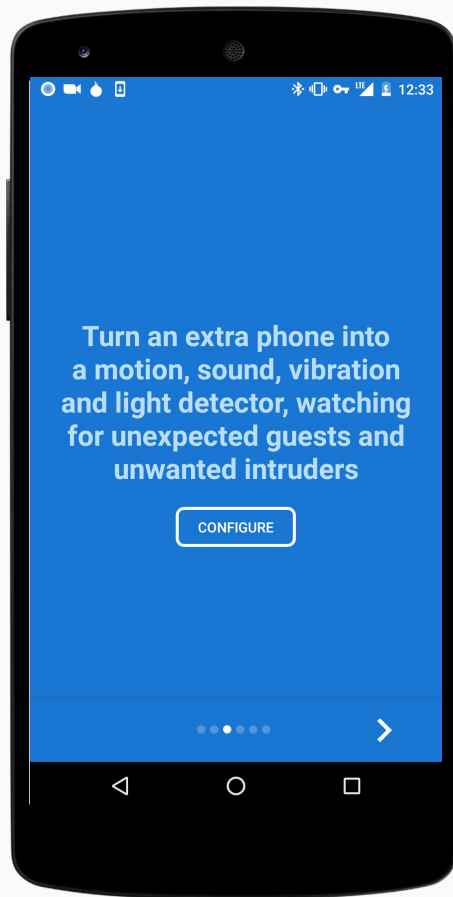 LTE 12:33
Turn an extra phone into
a motion, sound, vibration
and light detector, watching
for unexpected guests and
unwanted intruders
CONFIGURE